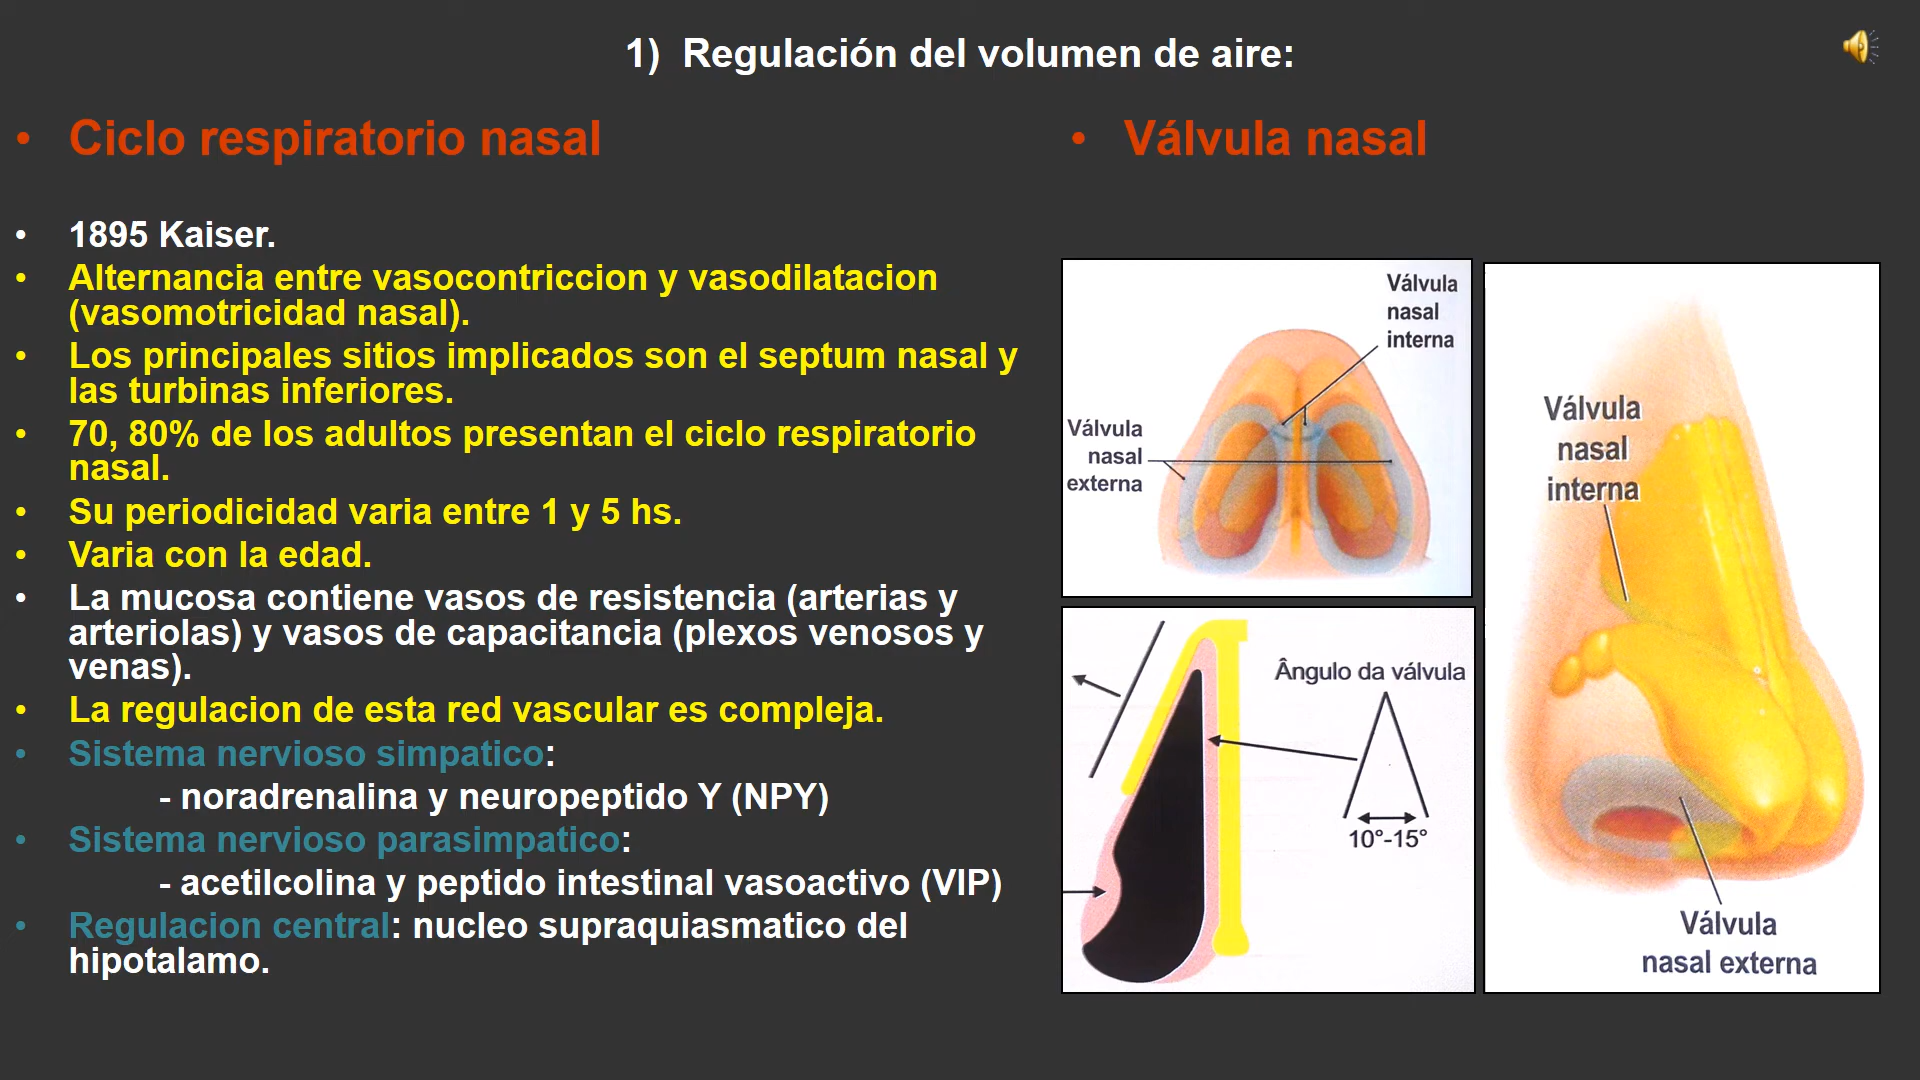 1)  Regulación del volumen de aire:
• Ciclo respiratorio nasal
• 1895 Kaiser.
• Alternancia entre vasocontriccion y vasodilatacion
(vasomotricidad nasal).
• Los principales sitios implicados son el septum nasal y
las turbinas inferiores.
• 70, 80% de los adultos presentan el ciclo respiratorio
nasal.
• Su periodicidad varia entre 1 y 5 hs.
• Varia con la edad.
• La mucosa contiene vasos de resistencia (arterias y
arteriolas) y vasos de capacitancia (plexos venosos y
venas).
• La regulacion de esta red vascular es compleja.
• Sistema nervioso simpatico:
- noradrenalina y neuropeptido Y (NPY)
• Sistema nervioso parasimpatico:
- acetilcolina y peptido intestinal vasoactivo (VIP)
• Regulacion central: nucleo supraquiasmatico del
hipotalamo.
• Válvula nasal
Válvula
nasal
interna
Válvula
nasal
externa
Ângulo da válvula
10°-15°
Válvula
nasal
interna
Válvula
nasal externa